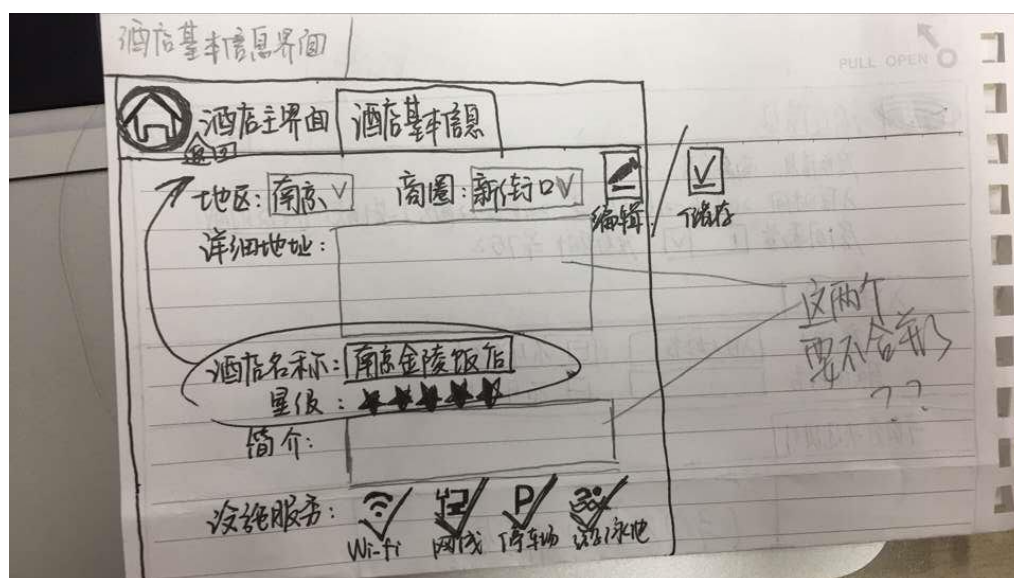 酒店基本信息界面
PULL OPEN
酒店主界面 酒店基本信息
返回
地区: 南京 商圈: 新街口
编辑 / 储存
详细地址:
这两个
要不合并了
??
酒店名称: 南京金陵饭店
星级: ★★★★★
简介:
设施服务:
Wi-fi 网线 P 停车场 游泳池